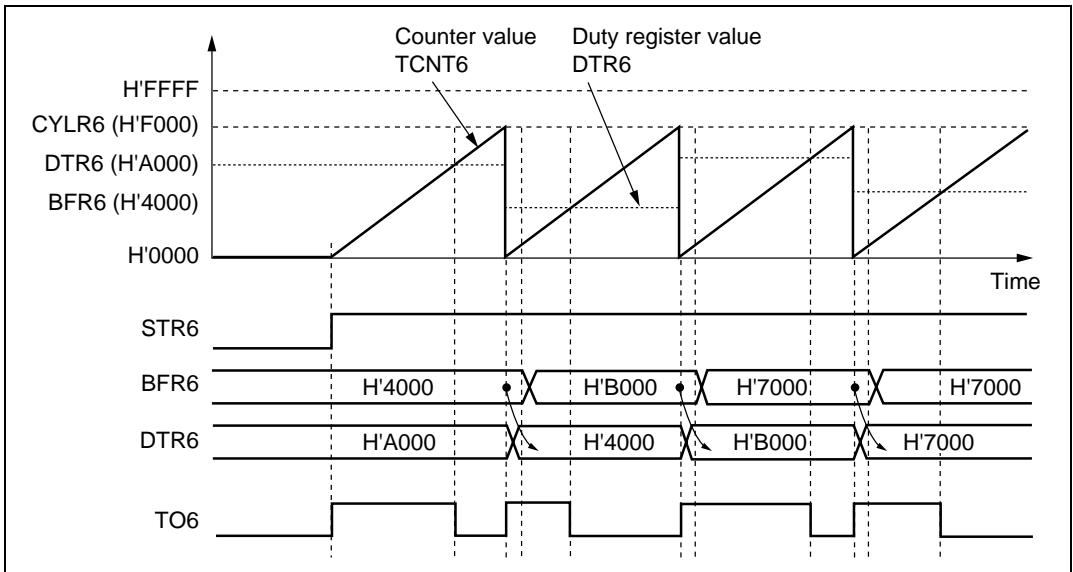 Counter value Duty register value
TCNT6 DTR6
H'FFFF
CYLR6 (H'F000)
DTR6 (H'A000)
BFR6 (H'4000)
H'0000
Time
STR6
BFR6 H'4000 H'B000 H'7000 H'7000
DTR6 H'A000 H'4000 H'B000 H'7000
TO6